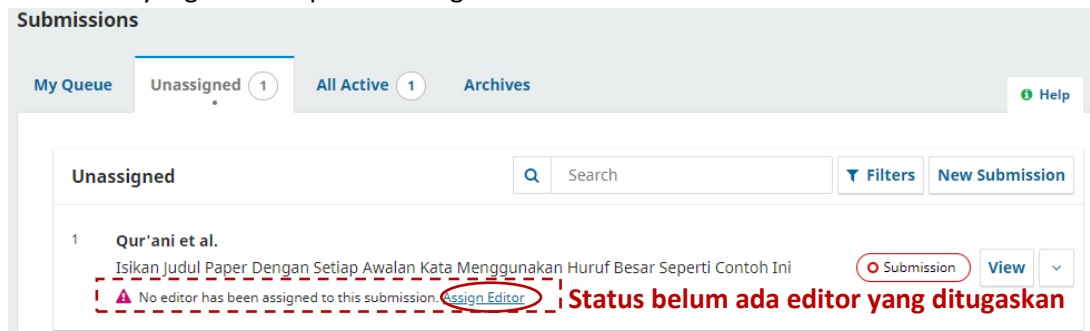 Submissions
My Queue Unassigned 1 All Active 1 Archives
Help
Unassigned Search Filters New Submission
1 Qur'ani et al.
Isikan Judul Paper Dengan Setiap Awalan Kata Menggunakan Huruf Besar Seperti Contoh Ini Submission View
No editor has been assigned to this submission. Assign Editor Status belum ada editor yang ditugaskan